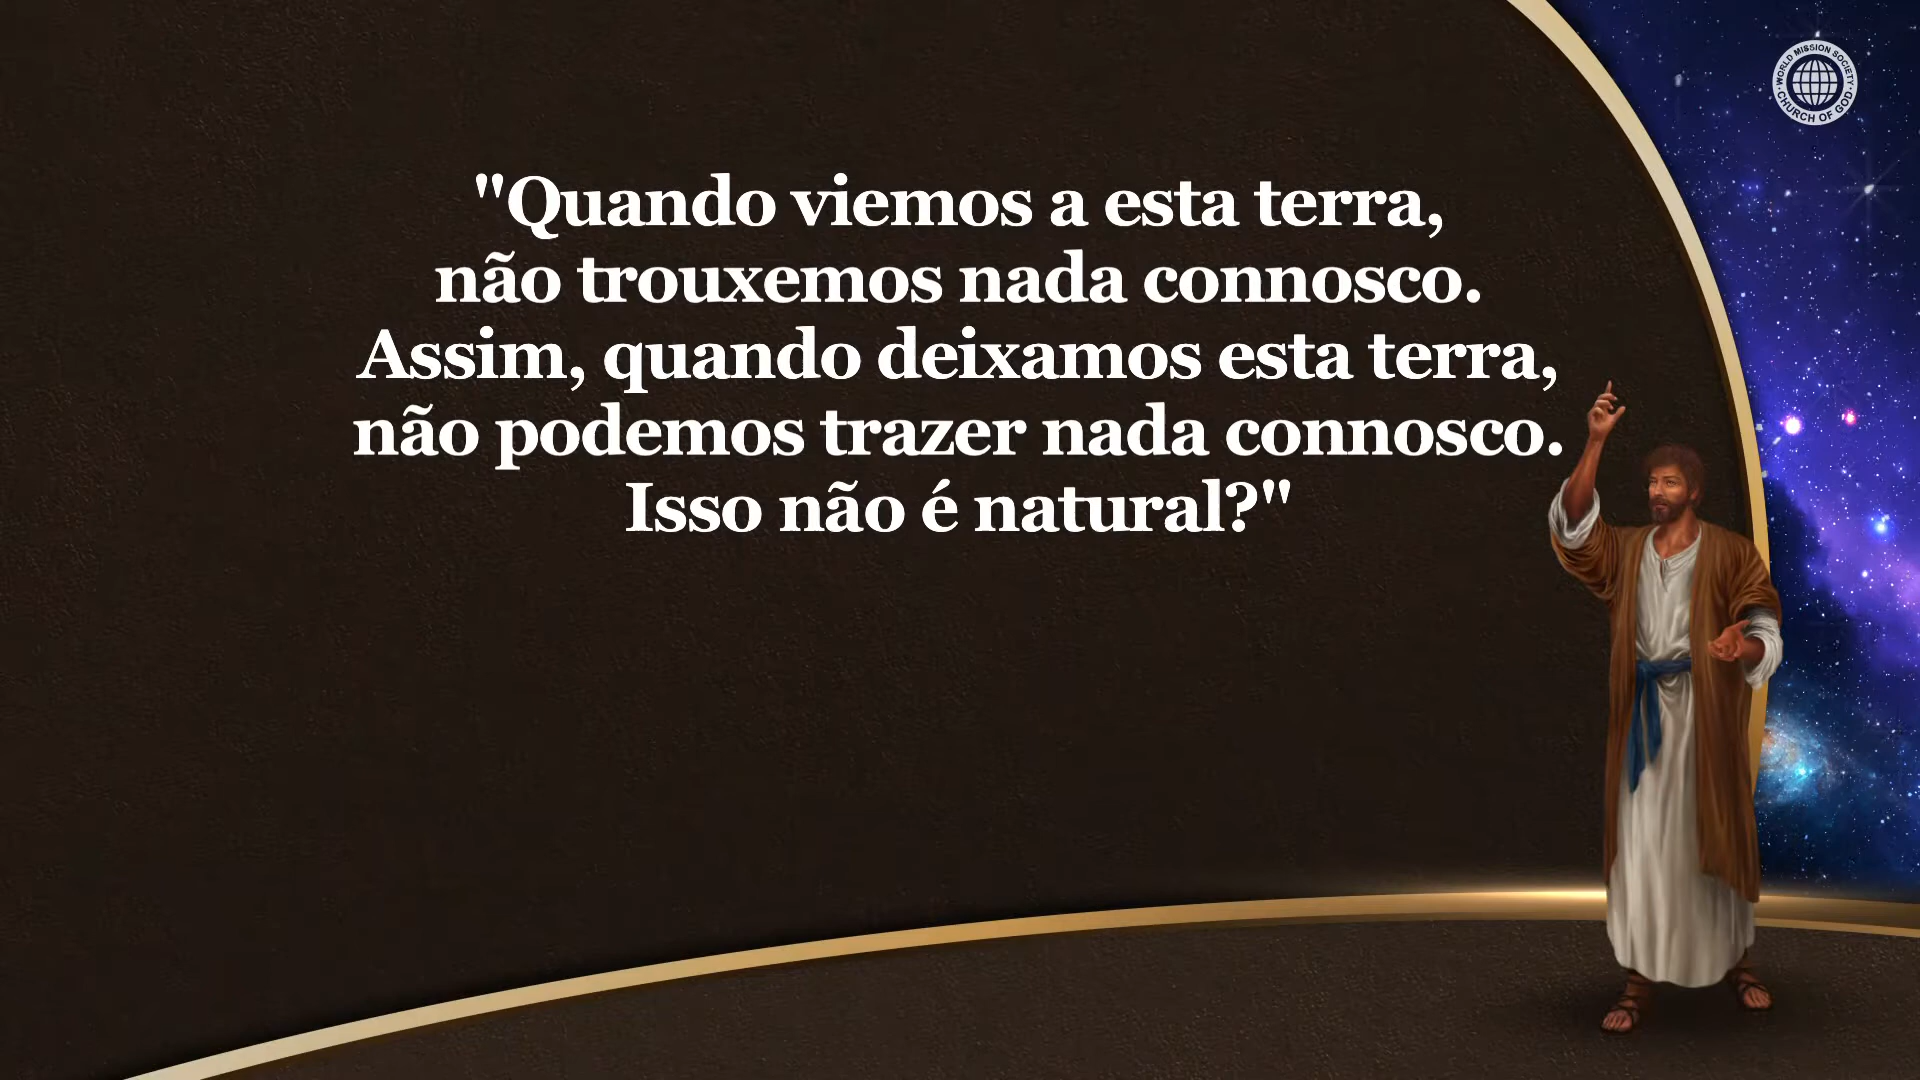 WORLD MISSION SOCIETY
CHURCH OF GOD
"Quando viemos a esta terra,
não trouxemos nada connosco.
Assim, quando deixamos esta terra,
não podemos trazer nada connosco.
Isso não é natural?"